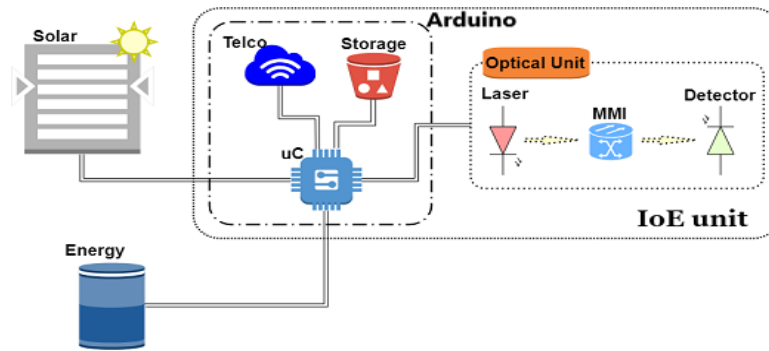 Arduino
Solar
Telco
Storage
Optical Unit
Laser
MMI
Detector
uC
IoE unit
Energy